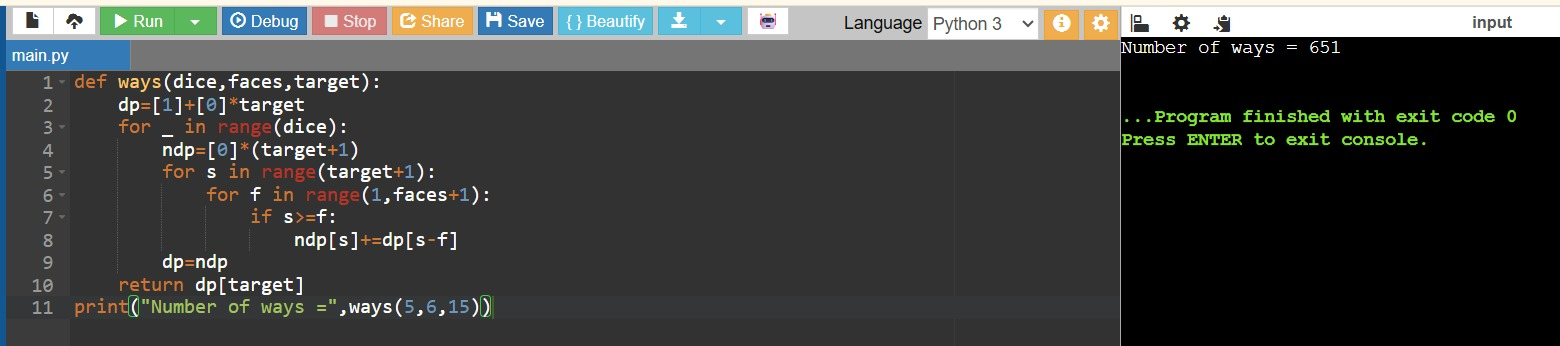 Run Debug Stop Share Save { } Beautify Language Python 3 input
main.py
1 def ways(dice,faces,target):
2     dp=[1]+[0]*target
3     for _ in range(dice):
4         ndp=[0]*(target+1)
5         for s in range(target+1):
6             for f in range(1,faces+1):
7                 if s>=f:
8                     ndp[s]+=dp[s-f]
9         dp=ndp
10     return dp[target]
11 print("Number of ways =",ways(5,6,15))
Number of ways = 651
...Program finished with exit code 0
Press ENTER to exit console.